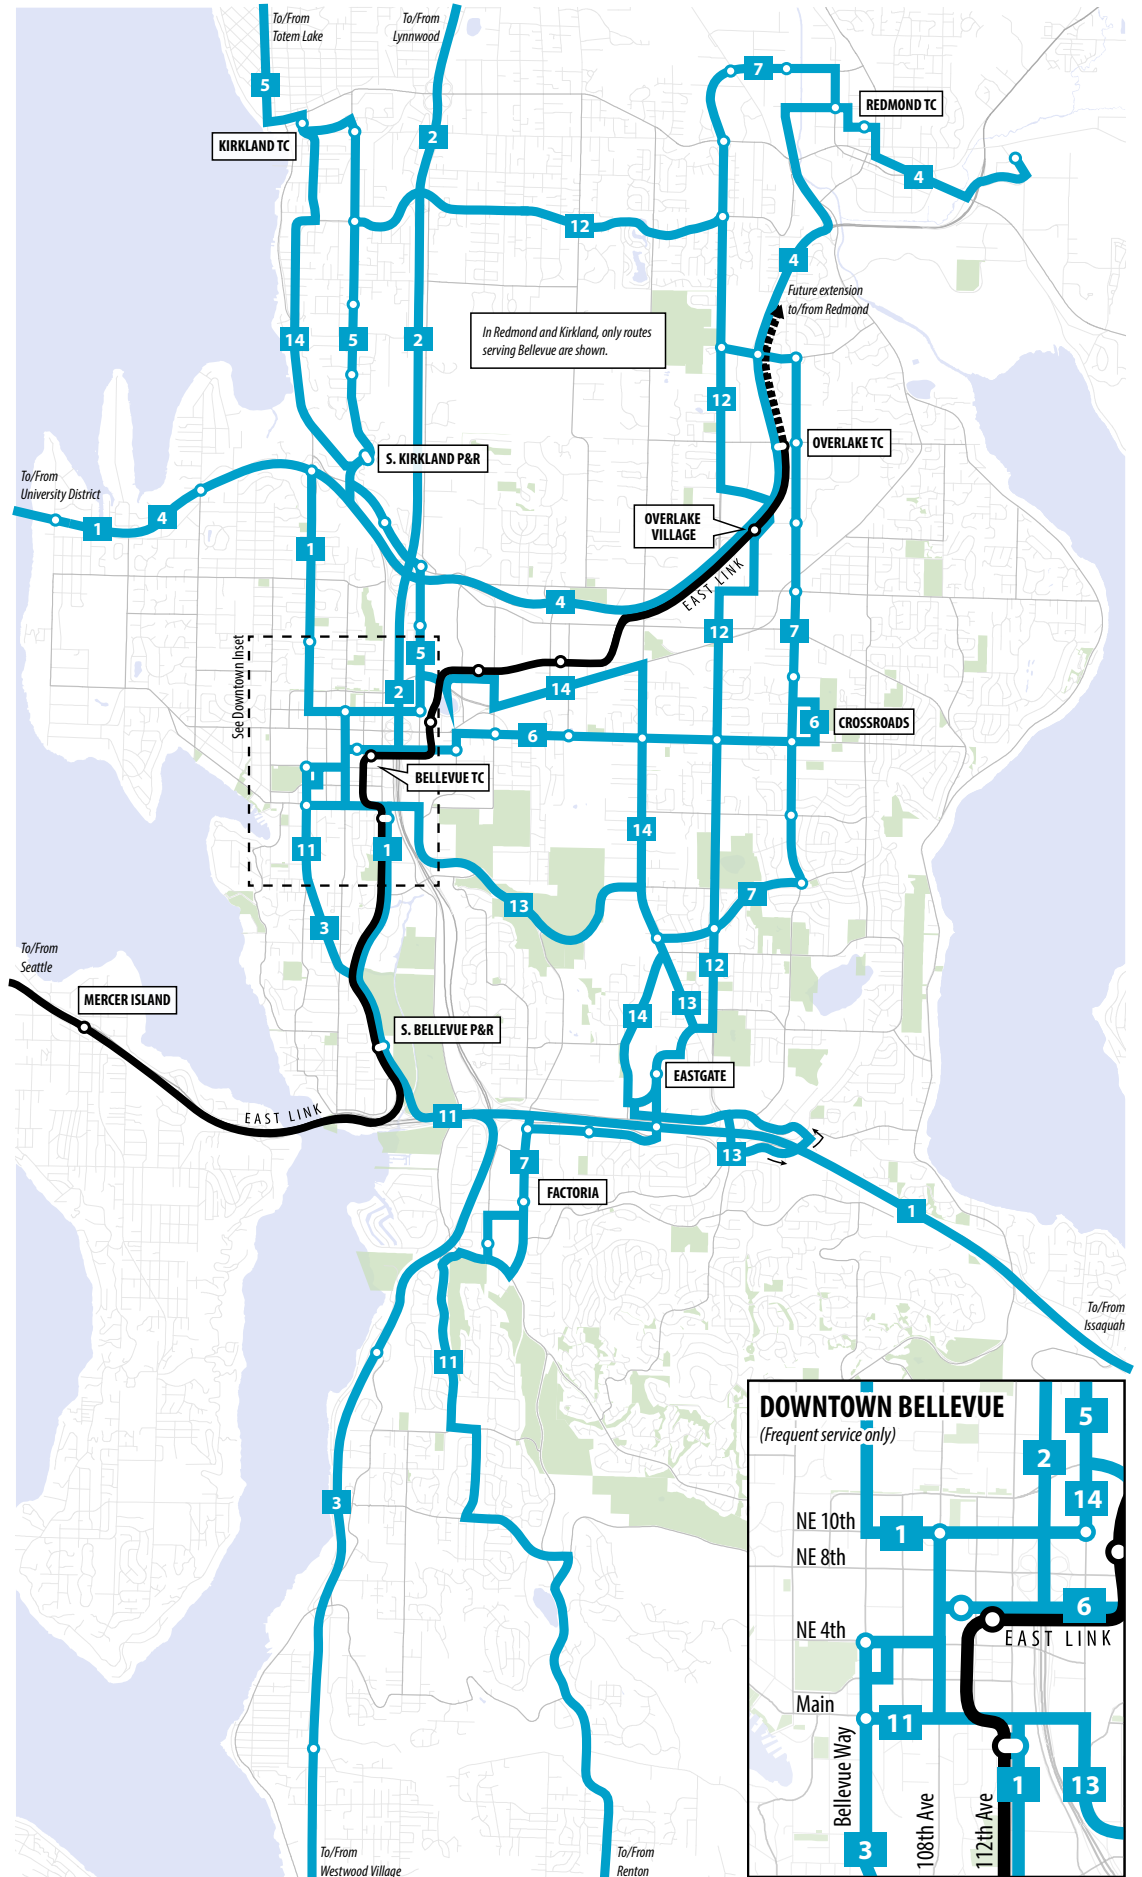 To/From
Totem Lake
To/From
Lynnwood
5
7
REDMOND TC
KIRKLAND TC
2
4
12
4
Future extension
to/from Redmond
In Redmond and Kirkland, only routes
serving Bellevue are shown.
14
5
2
12
OVERLAKE TC
S. KIRKLAND P&R
To/From
University District
1
4
OVERLAKE
VILLAGE
1
EAST LINK
4
12
7
See Downtown Inset
5
2
14
6
CROSSROADS
6
BELLEVUE TC
14
11
1
7
13
3
To/From
Seattle
12
MERCER ISLAND
13
14
S. BELLEVUE P&R
EASTGATE
EAST LINK
11
13
7
FACTORIA
1
To/From
Issaquah
11
3
To/From
Westwood Village
To/From
Renton
DOWNTOWN BELLEVUE
(Frequent service only)
5
2
14
NE 10th
1
NE 8th
6
NE 4th
EAST LINK
Main
11
Bellevue Way
108th Ave
112th Ave
1
13
3